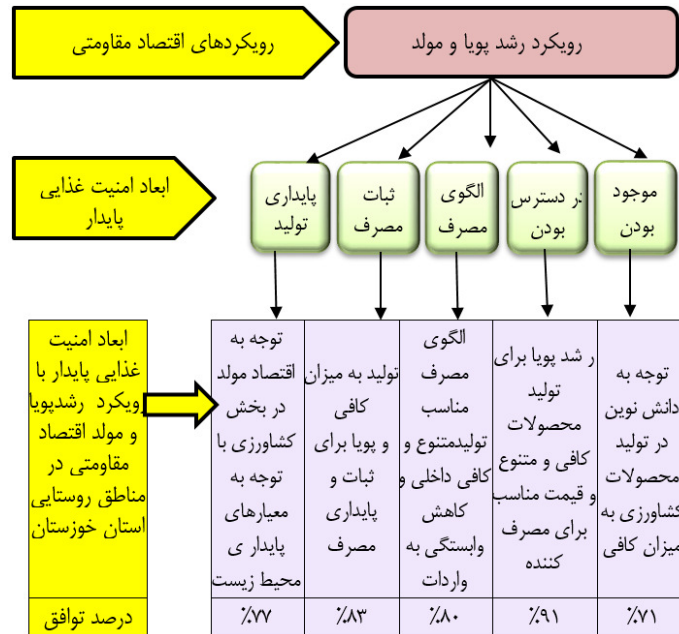 رویکردهای اقتصاد مقاومتی
رویکرد رشد پویا و مولد
ابعاد امنیت غذایی
پایدار
موجود
بودن
در دسترس
بودن
الگوی
مصرف
ثبات
مصرف
پایداری
تولید
ابعاد امنیت
غذایی پایدار با
رویکرد رشدپویا
و مولد اقتصاد
مقاومتی در
مناطق روستایی
استان خوزستان
توجه به
دانش نوین
در تولید
محصولات
کشاورزی به
میزان کافی
ر شد پویا برای
تولید
محصولات
کافی و متنوع
و قیمت مناسب
برای مصرف
کننده
الگوی
مصرف
مناسب
تولیدمتنوع و
کافی داخلی و
کاهش
وابستگی به
واردات
تولید به میزان
کافی
و پویا برای
ثبات و
پایداری
مصرف
توجه به
اقتصاد مولد
در بخش
کشاورزی با
توجه به
معیارهای
پایدار ی
محیط زیست
درصد توافق
٪۷۱
٪۹۱
٪۸۰
٪۸۳
٪۷۷